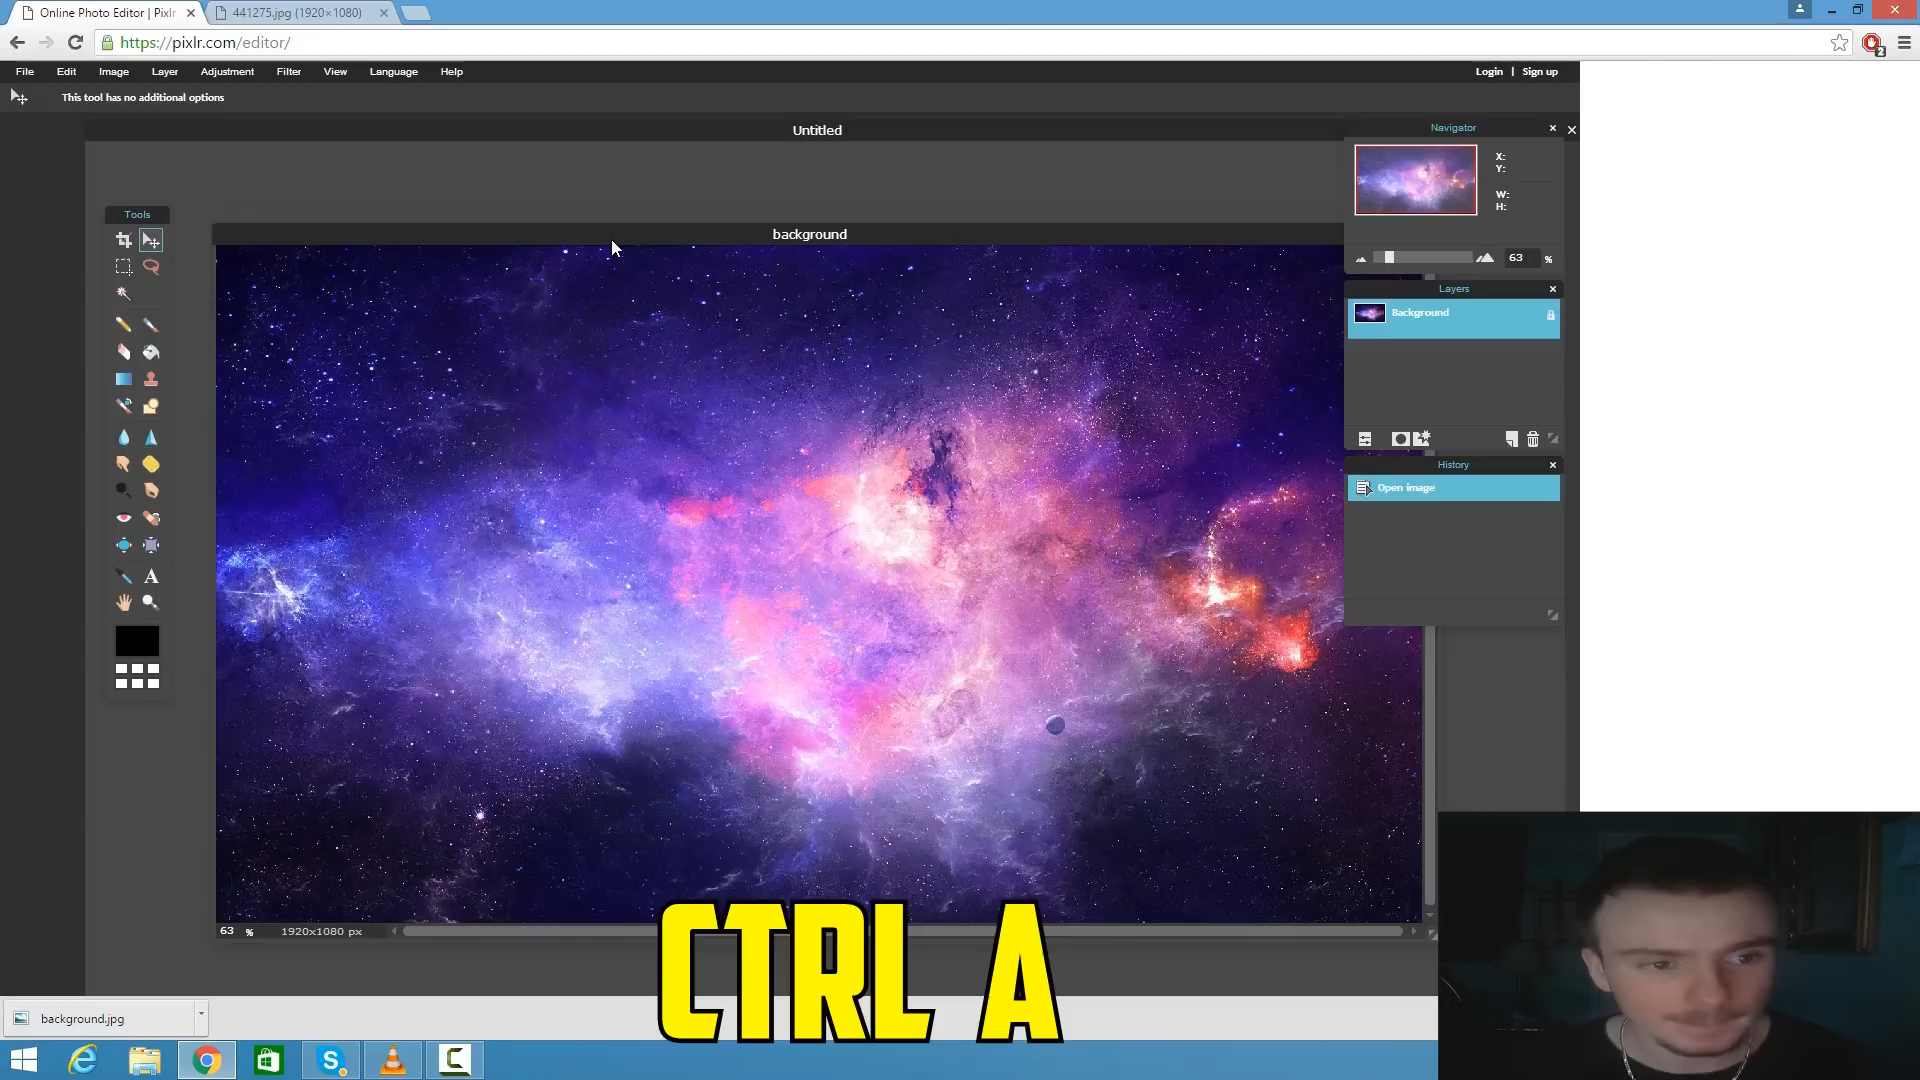 Online Photo Editor | Pixlr
441275.jpg (1920×1080)
https://pixlr.com/editor/
File Edit Image Layer Adjustment Filter View Language Help
Login | Sign up
This tool has no additional options
Untitled
Navigator
X:
Y:
W:
H:
63 %
Tools
background
Layers
Background
History
Open image
A
63 % 1920x1080 px
CTRL A
background.jpg
2